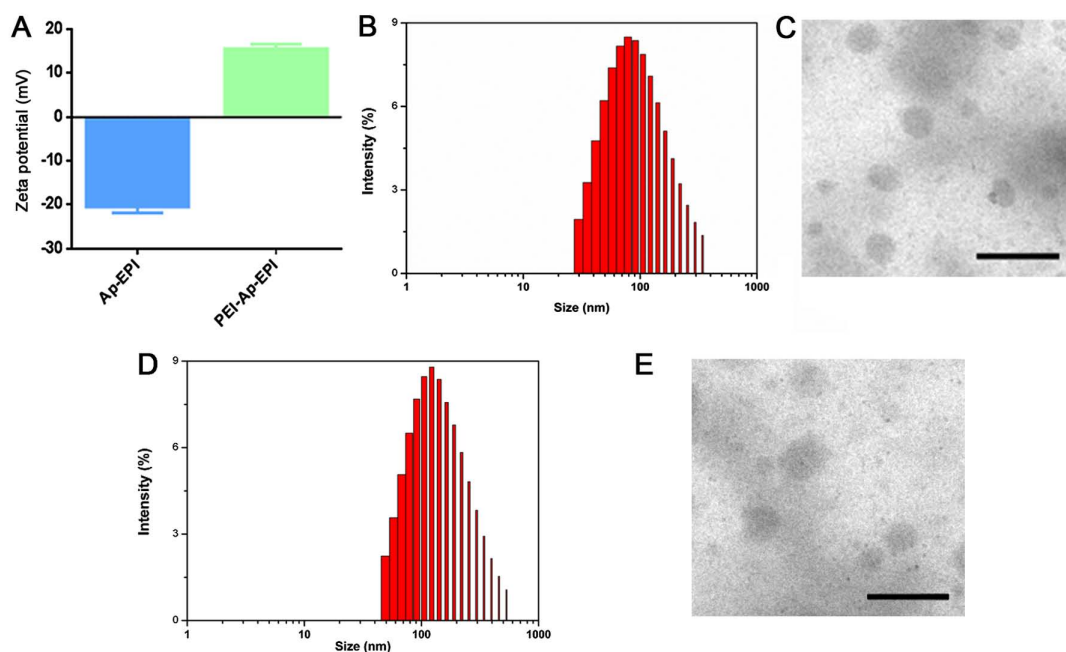 A
Zeta potential (mV)
20
10
0
-10
-20
-30
Ap-EPI
PEI-Ap-EPI
B
Intensity (%)
9
6
3
0
1
10
100
1000
Size (nm)
C
D
Intensity (%)
9
6
3
0
1
10
100
1000
Size (nm)
E